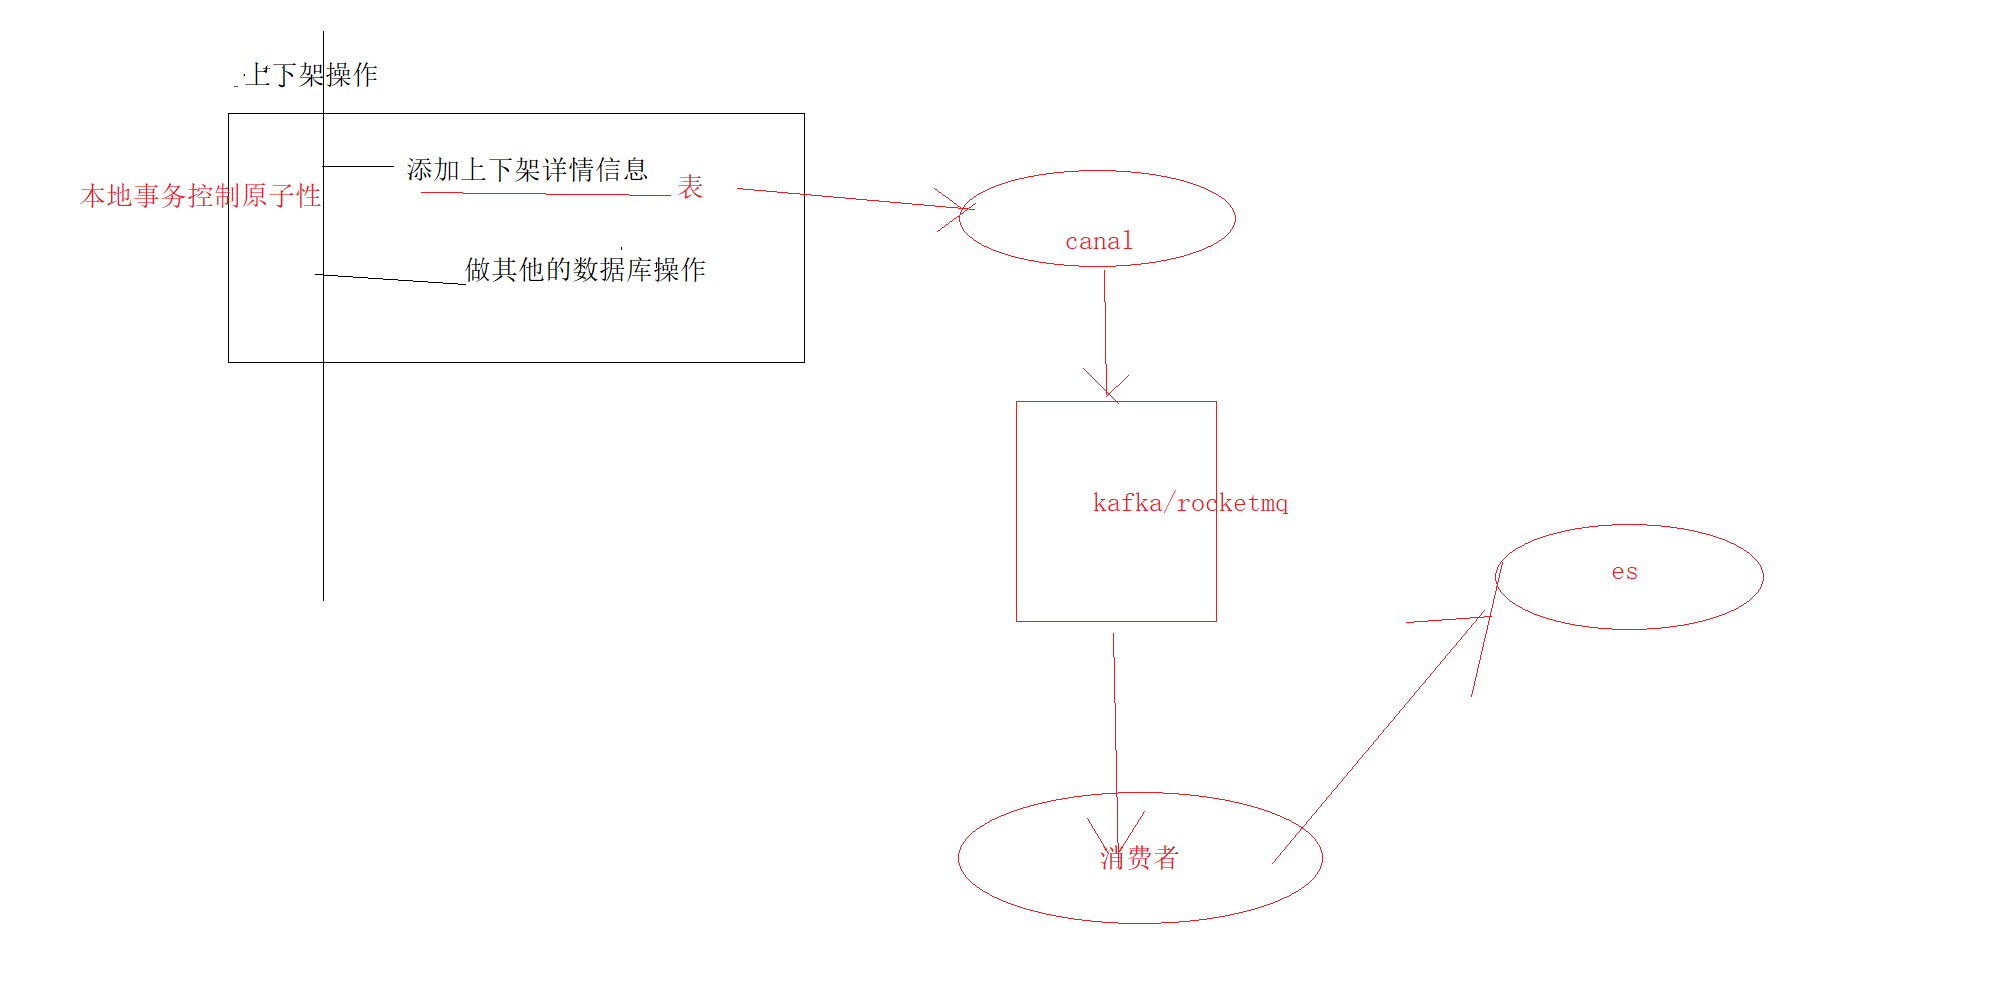 上下架操作
添加上下架详情信息
表
本地事务控制原子性
做其他的数据库操作
canal
kafka/rocketmq
es
消费者